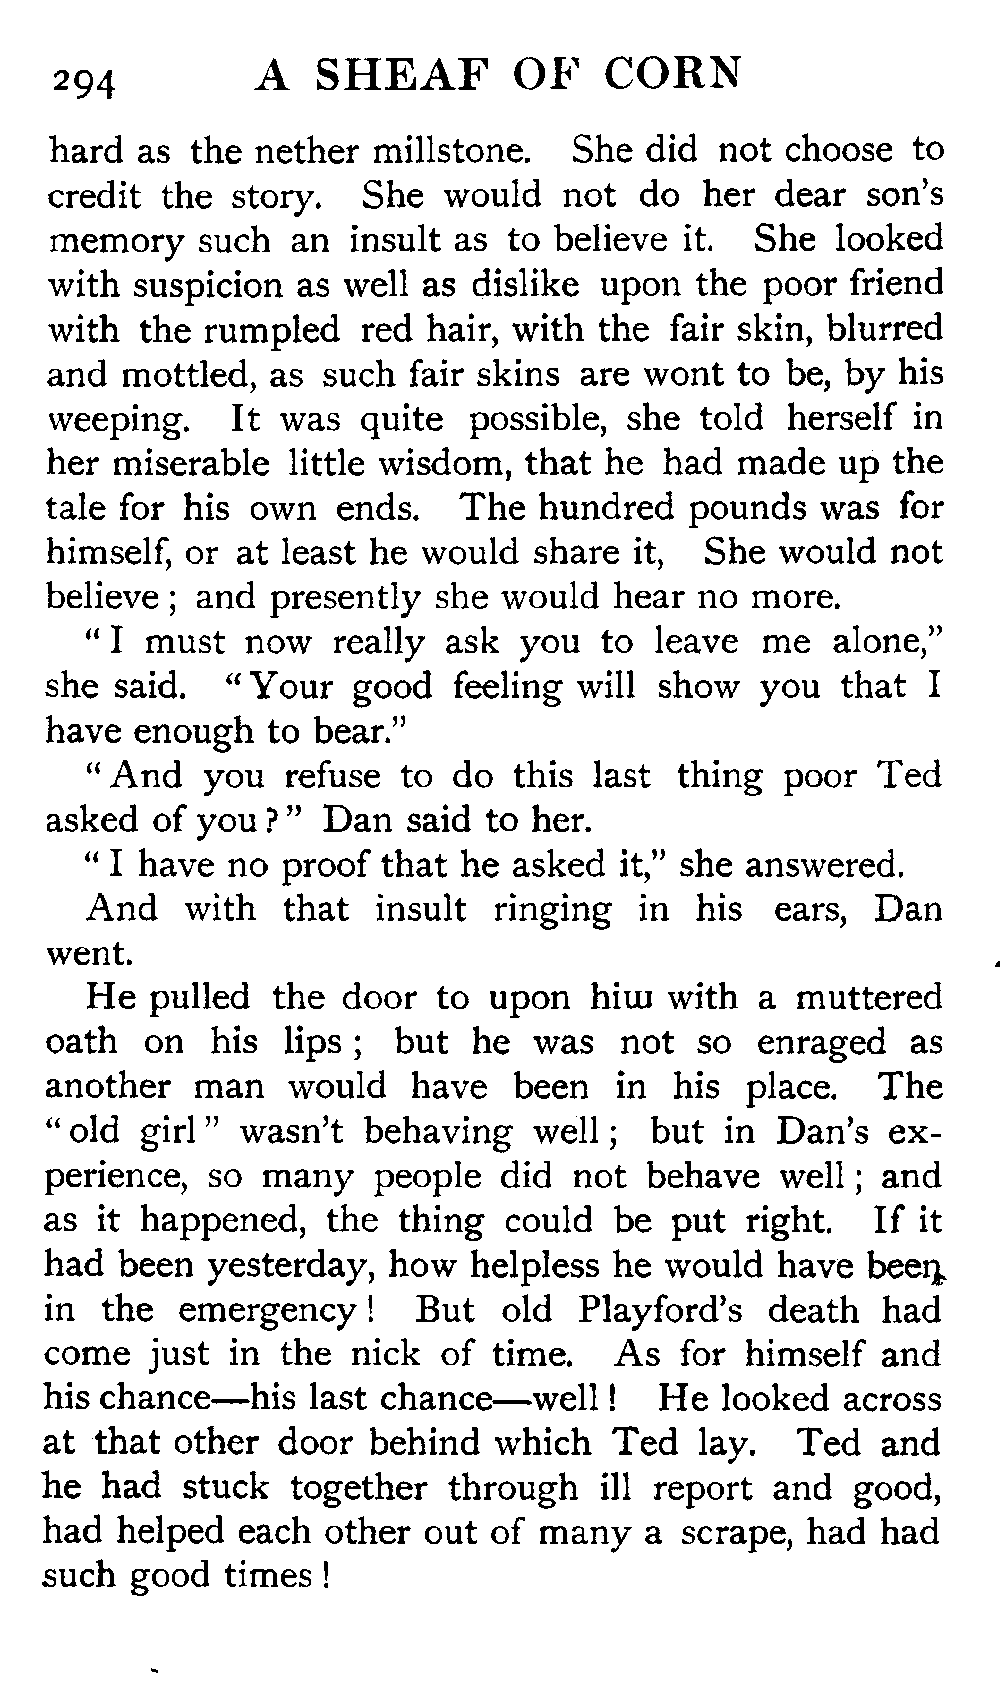 294 A SHEAF OF CORN
hard as the nether millstone. She did not choose to
credit the story. She would not do her dear son's
memory such an insult as to believe it. She looked
with suspicion as well as dislike upon the poor friend
with the rumpled red hair, with the fair skin, blurred
and mottled, as such fair skins are wont to be, by his
weeping. It was quite possible, she told herself in
her miserable little wisdom, that he had made up the
tale for his own ends. The hundred pounds was for
himself, or at least he would share it, She would not
believe ; and presently she would hear no more.
" I must now really ask you to leave me alone,"
she said. " Your good feeling will show you that I
have enough to bear."
" And you refuse to do this last thing poor Ted
asked of you ? " Dan said to her.
" I have no proof that he asked it," she answered.
And with that insult ringing in his ears, Dan
went.
He pulled the door to upon him with a muttered
oath on his lips ; but he was not so enraged as
another man would have been in his place. The
" old girl " wasn't behaving well ; but in Dan's ex-
perience, so many people did not behave well ; and
as it happened, the thing could be put right. If it
had been yesterday, how helpless he would have been
in the emergency ! But old Playford's death had
come just in the nick of time. As for himself and
his chance—his last chance—well ! He looked across
at that other door behind which Ted lay. Ted and
he had stuck together through ill report and good,
had helped each other out of many a scrape, had had
such good times !